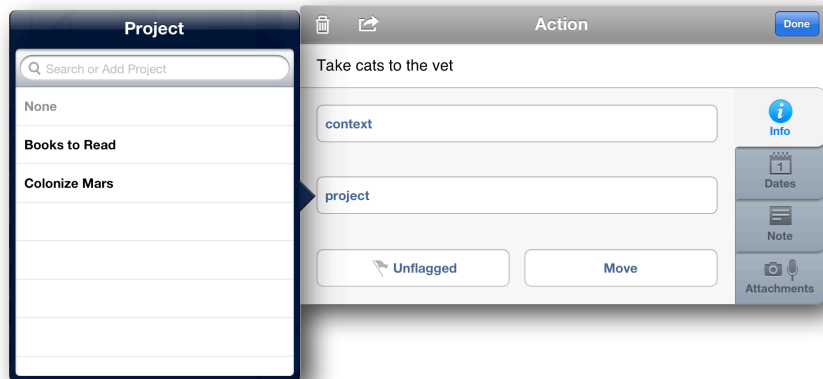 Project
Search or Add Project
None
Books to Read
Colonize Mars
Action
Done
Take cats to the vet
context
project
Unflagged
Move
Info
1
Dates
Note
Attachments